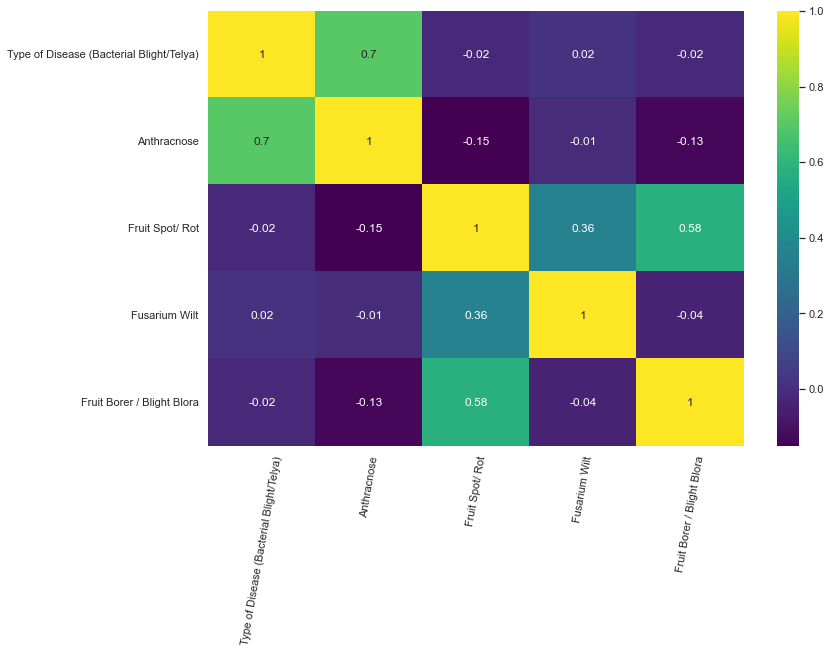 Type of Disease (Bacterial Blight/Telya) 1 0.7 -0.02 0.02 -0.02
Anthracnose 0.7 1 -0.15 -0.01 -0.13
Fruit Spot/ Rot -0.02 -0.15 1 0.36 0.58
Fusarium Wilt 0.02 -0.01 0.36 1 -0.04
Fruit Borer / Blight Blora -0.02 -0.13 0.58 -0.04 1
Type of Disease (Bacterial Blight/Telya)
Anthracnose
Fruit Spot/ Rot
Fusarium Wilt
Fruit Borer / Blight Blora
1.0
0.8
0.6
0.4
0.2
0.0